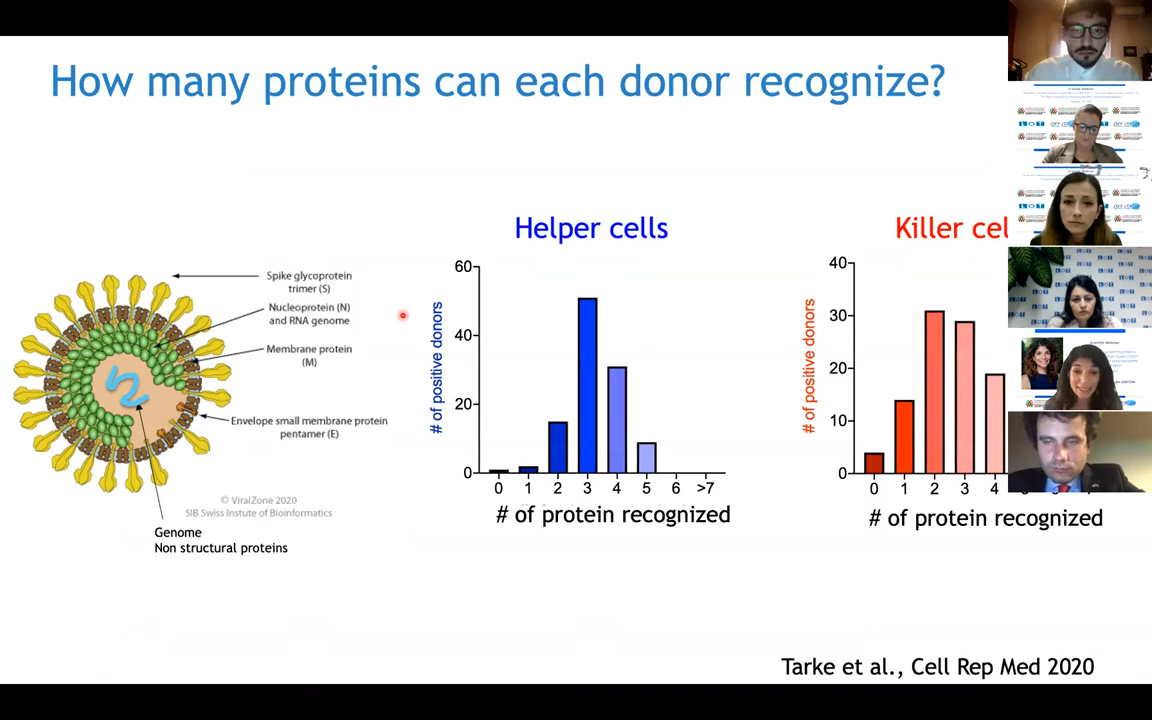 How many proteins can each donor recognize?
Helper cells
Killer cel
Spike glycoprotein
trimer (S)
Nucleoprotein (N)
and RNA genome
Membrane protein
(M)
Envelope small membrane protein
pentamer (E)
© ViralZone 2020
SIB Swiss Instute of Bioinformatics
Genome
Non structural proteins
# of positive donors
60
40
20
0
0 1 2 3 4 5 6 >7
# of protein recognized
# of positive donors
40
30
20
10
0
0 1 2 3 4
# of protein recognized
Tarke et al., Cell Rep Med 2020
LOT
LOT